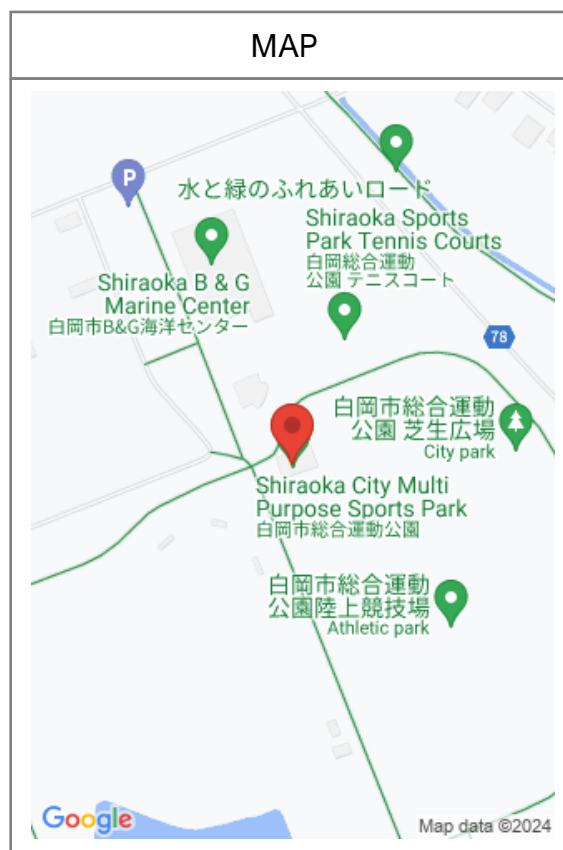 MAP
P
水と緑のふれあいロード
Shiraoka Sports
Park Tennis Courts
白岡総合運動
公園 テニスコート
Shiraoka B & G
Marine Center
白岡市B&G海洋センター
78
白岡市総合運動
公園 芝生広場
City park
Shiraoka City Multi
Purpose Sports Park
白岡市総合運動公園
白岡市総合運動
公園陸上競技場
Athletic park
Google
Map data ©2024